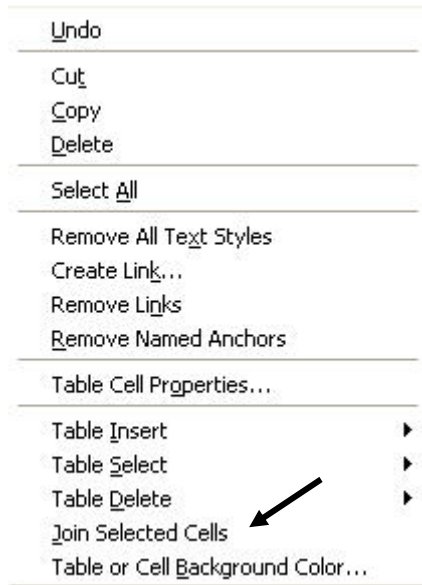 Undo
Cut
Copy
Delete
Select All
Remove All Text Styles
Create Link...
Remove Links
Remove Named Anchors
Table Cell Properties...
Table Insert
Table Select
Table Delete
Join Selected Cells
Table or Cell Background Color...